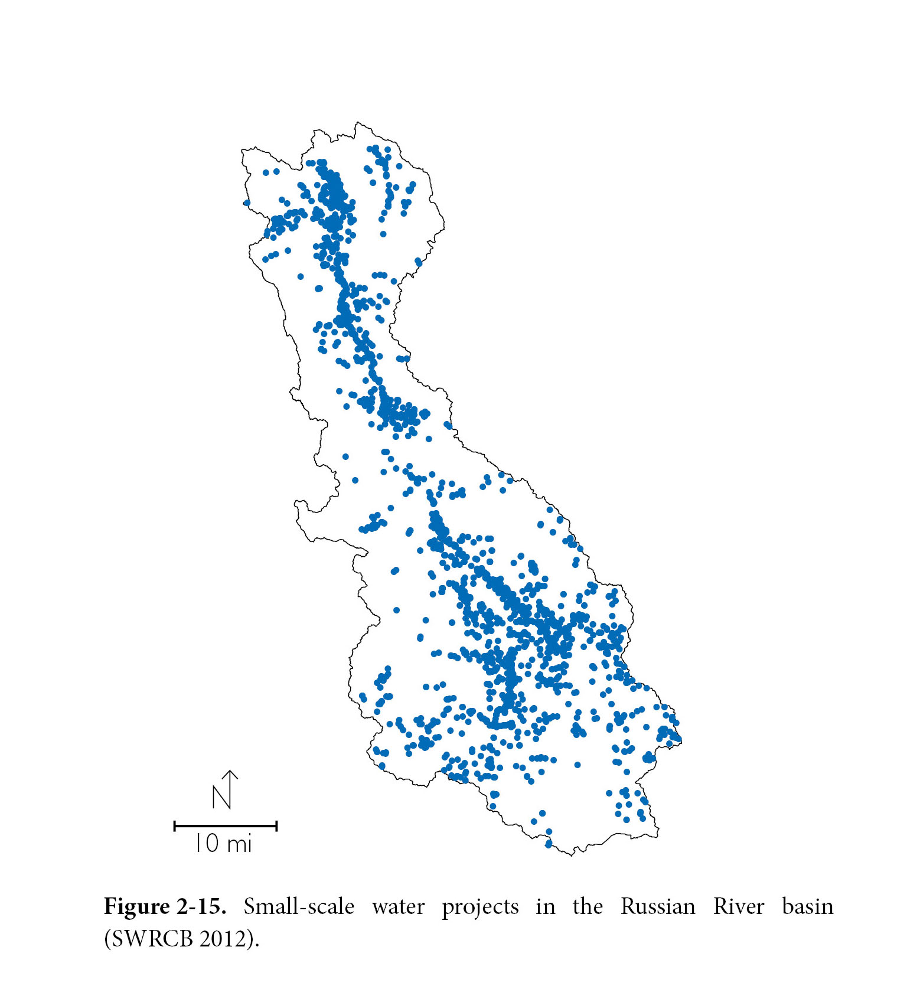 N
10 mi
Figure 2-15. Small-scale water projects in the Russian River basin
(SWRCB 2012).